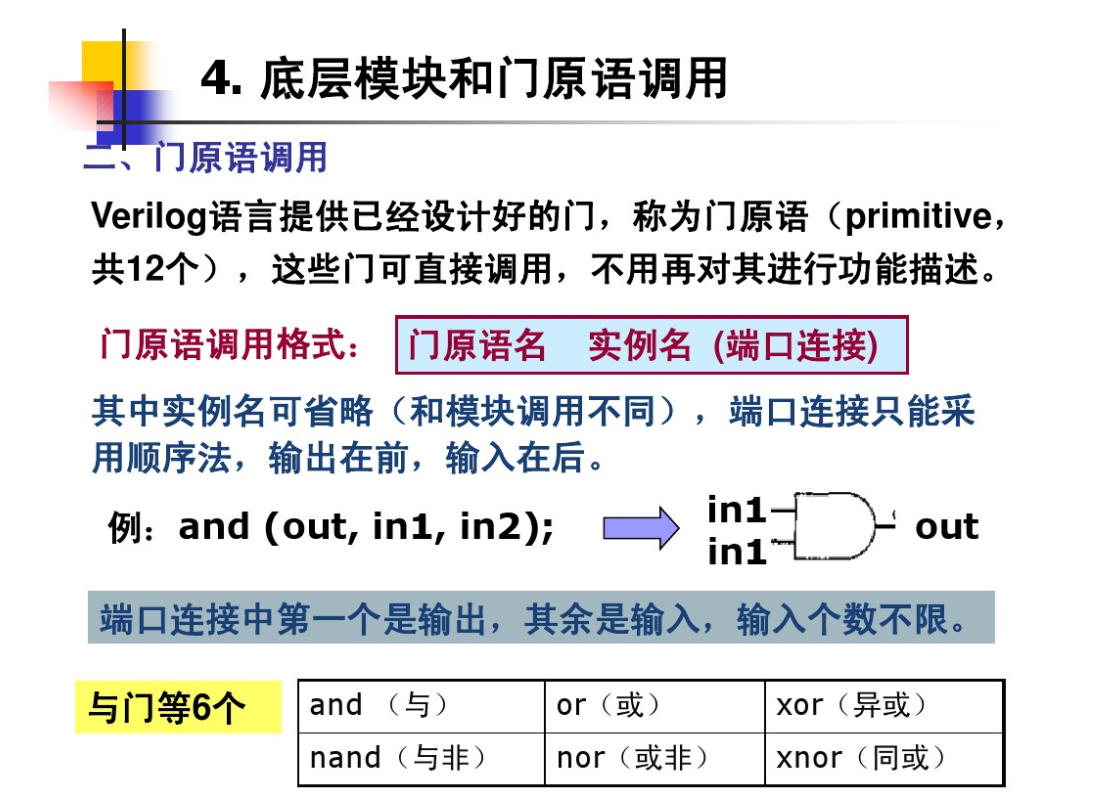 4. 底层模块和门原语调用
二、门原语调用
Verilog语言提供已经设计好的门，称为门原语（primitive，
共12个），这些门可直接调用，不用再对其进行功能描述。
门原语调用格式： 门原语名 实例名 (端口连接)
其中实例名可省略（和模块调用不同），端口连接只能采
用顺序法，输出在前，输入在后。
例：and (out, in1, in2); in1 out
in1
端口连接中第一个是输出，其余是输入，输入个数不限。
与门等6个
and （与） or（或） xor（异或）
nand（与非） nor（或非） xnor（同或）